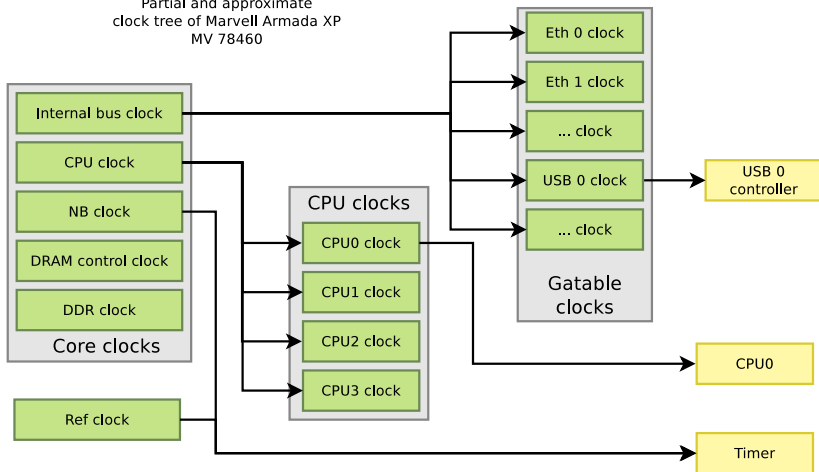 Partial and approximate
clock tree of Marvell Armada XP
MV 78460
Internal bus clock
CPU clock
NB clock
DRAM control clock
DDR clock
Core clocks
Ref clock
CPU clocks
CPU0 clock
CPU1 clock
CPU2 clock
CPU3 clock
Eth 0 clock
Eth 1 clock
... clock
USB 0 clock
... clock
Gatable
clocks
USB 0
controller
CPU0
Timer